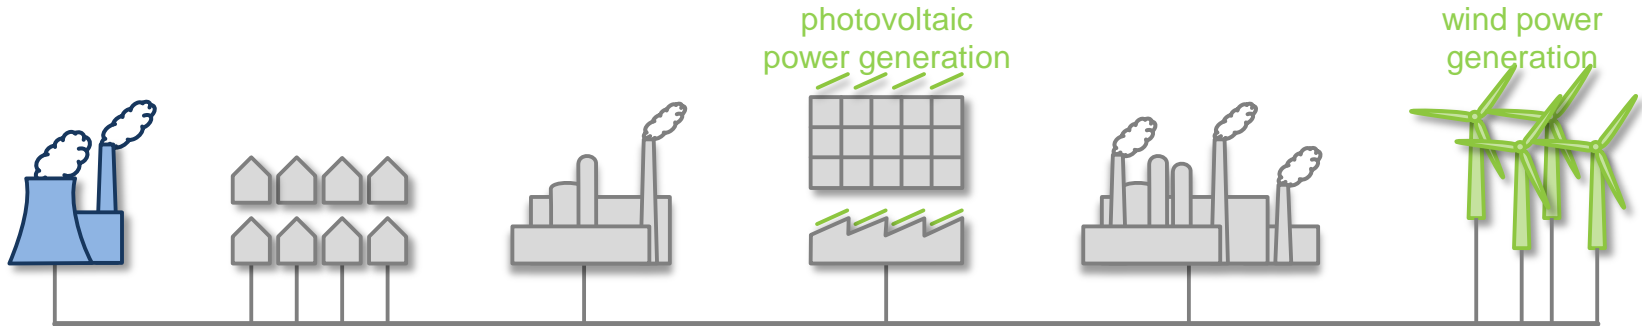 photovoltaic
power generation
wind power
generation